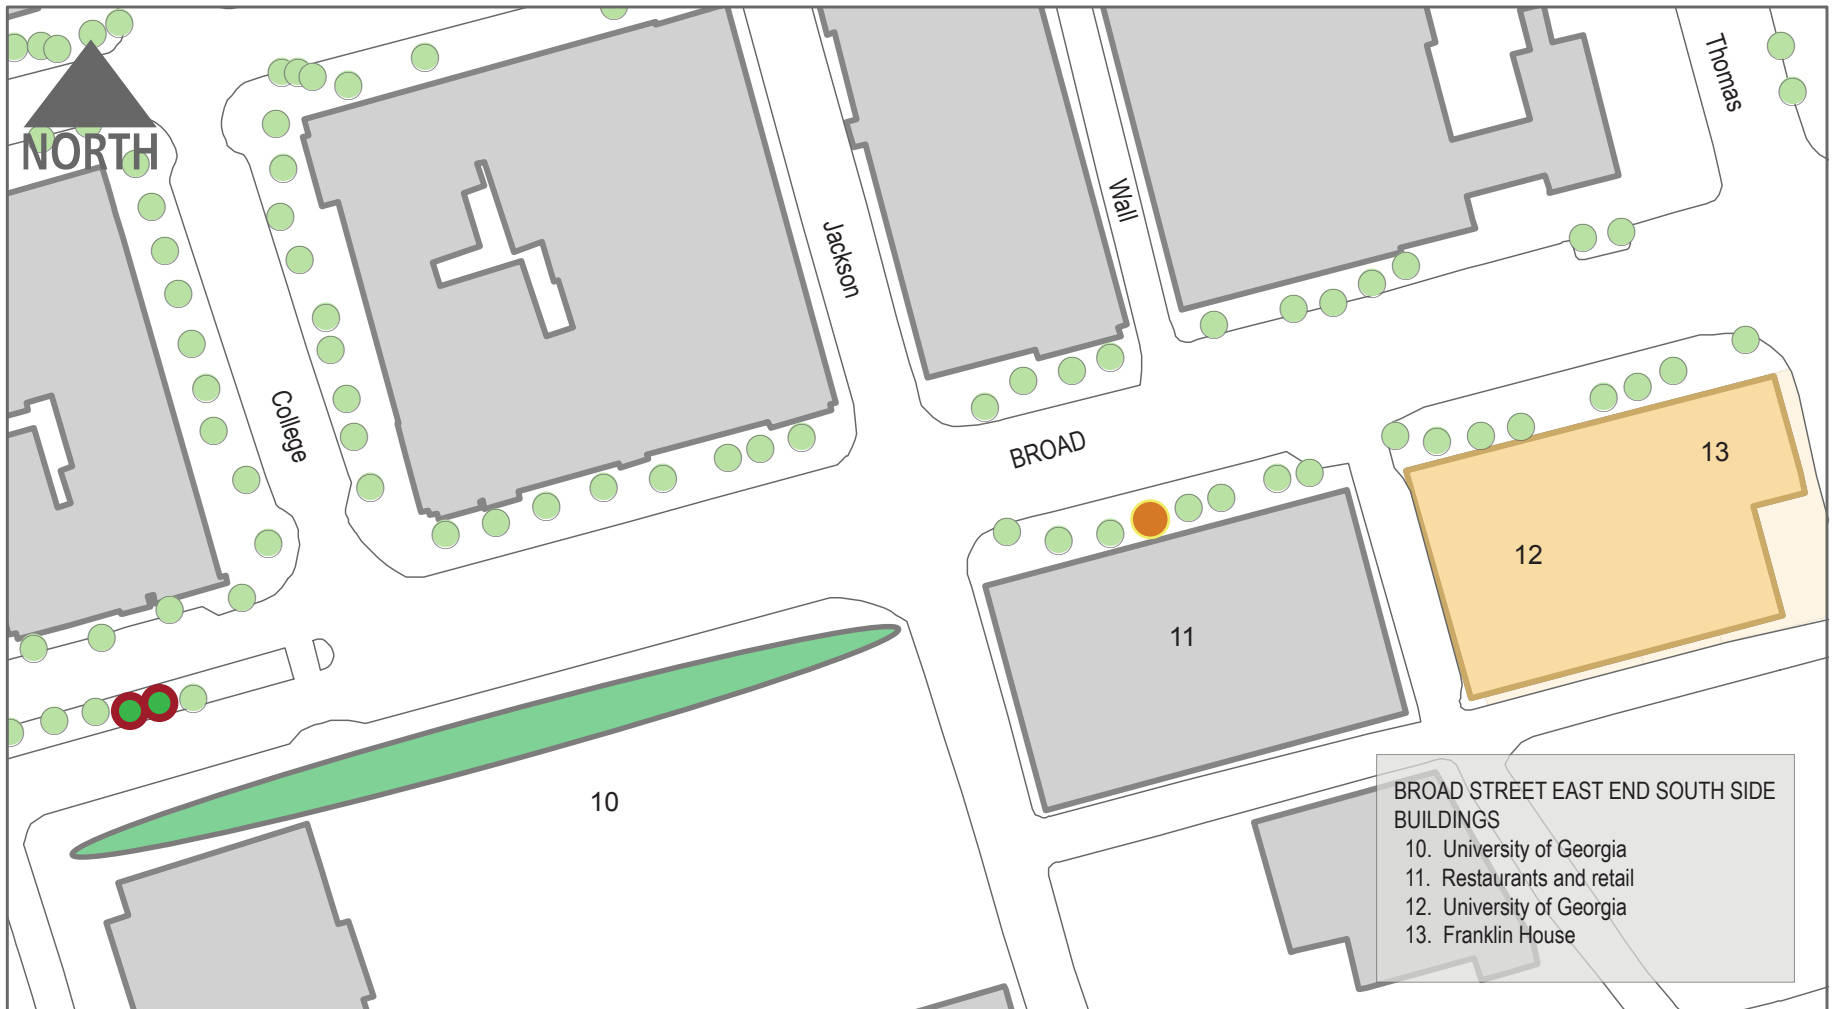 NORTH
Thomas
Wall
Jackson
College
BROAD
13
12
11
10
BROAD STREET EAST END SOUTH SIDE
BUILDINGS
10. University of Georgia
11. Restaurants and retail
12. University of Georgia
13. Franklin House